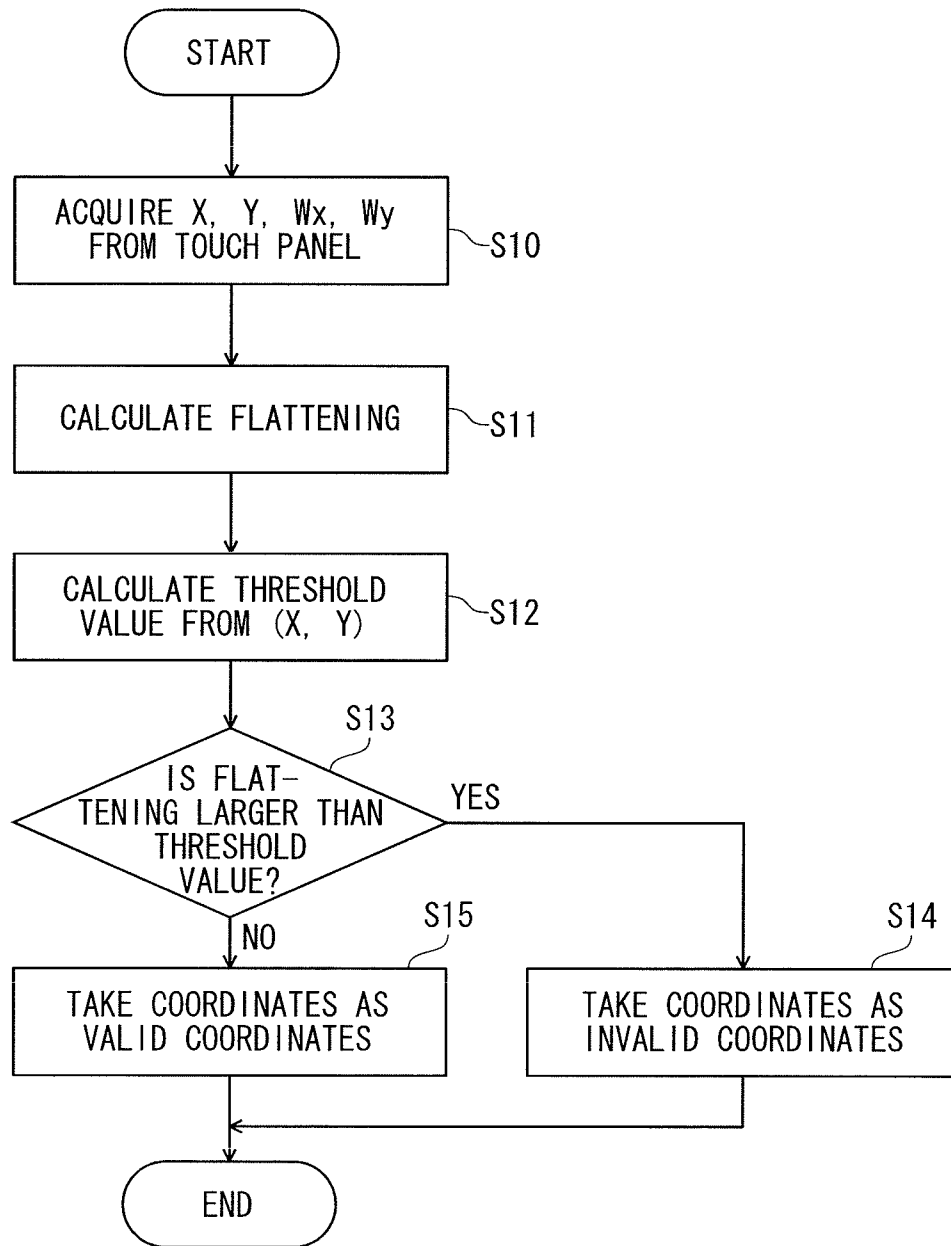 START
ACQUIRE X, Y, Wx, Wy
FROM TOUCH PANEL
S10
CALCULATE FLATTENING
S11
CALCULATE THRESHOLD
VALUE FROM (X, Y)
S12
S13
IS FLAT-
TENING LARGER THAN
THRESHOLD
VALUE?
YES
NO
S15
S14
TAKE COORDINATES AS
VALID COORDINATES
TAKE COORDINATES AS
INVALID COORDINATES
END